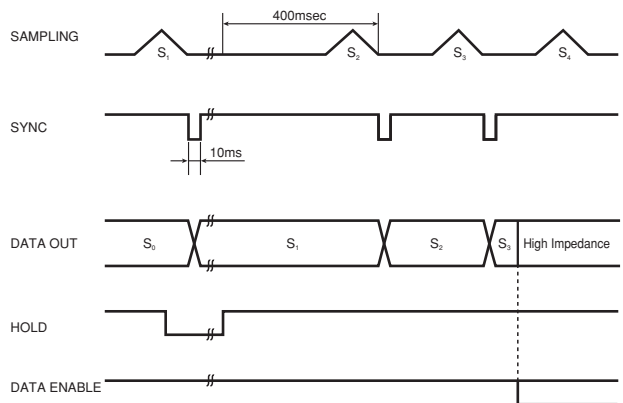 400msec
SAMPLING
S₁ S₂ S₃ S₄
SYNC
10ms
DATA OUT S₀ S₁ S₂ S₃ High Impedance
HOLD
DATA ENABLE